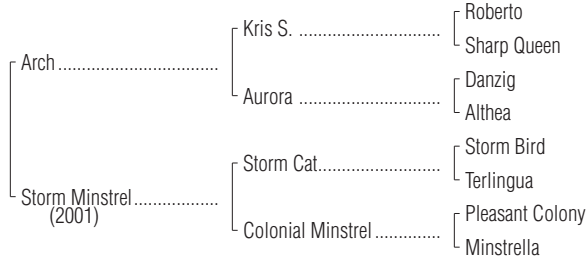 Roberto
Kris S. ................................
Sharp Queen
Arch ................................
Danzig
Aurora ................................
Althea
Storm Bird
Storm Cat................................
Terlingua
Storm Minstrel ................
(2001)
Pleasant Colony
Colonial Minstrel ................
Minstrella